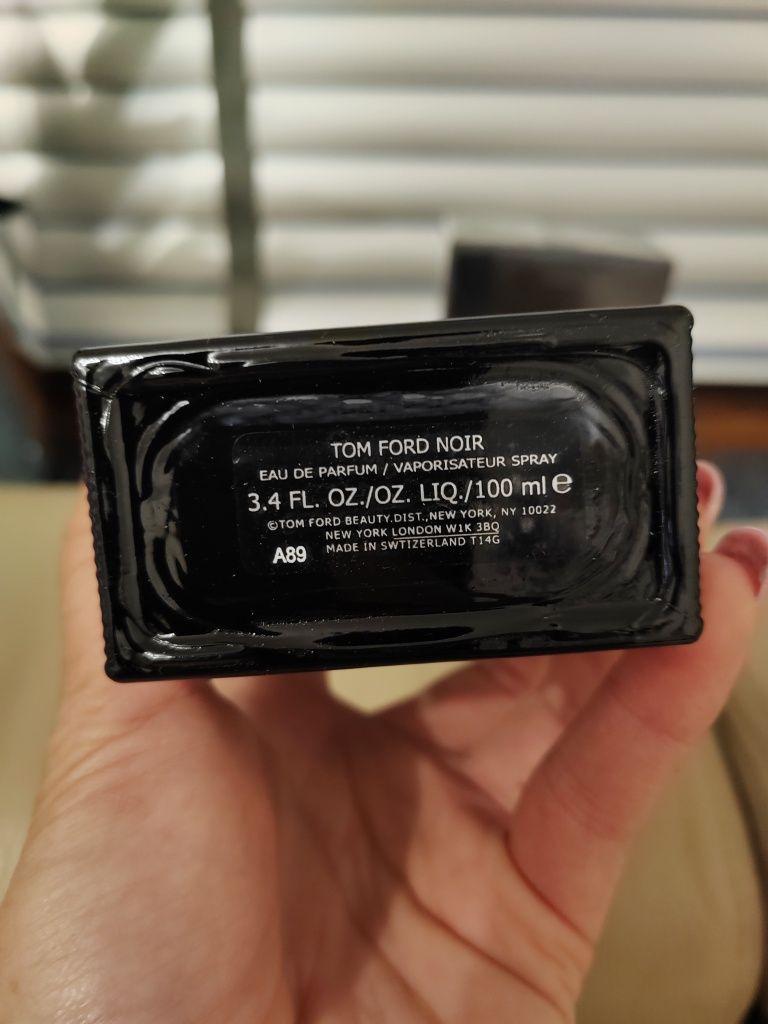 TOM FORD NOIR
EAU DE PARFUM / VAPORISATEUR SPRAY
3.4 FL. OZ./OZ. LIQ./100 ml ℮
©TOM FORD BEAUTY.DIST.,NEW YORK, NY 10022
NEW YORK LONDON W1K 3BQ
MADE IN SWTIZERLAND T14G
A89